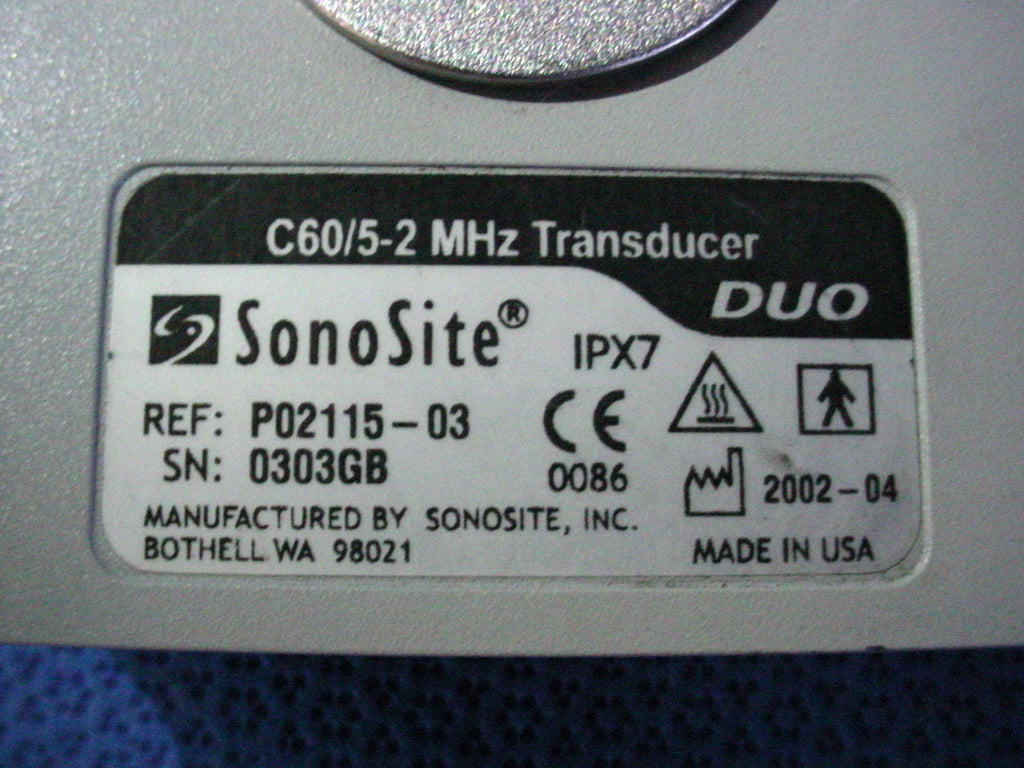 C60/5-2 MHz Transducer
DUO
SonoSite®
IPX7
REF: P02115-03
SN: 0303GB
CE
0086
2002-04
MANUFACTURED BY SONOSITE, INC.
BOTHELL WA 98021
MADE IN USA